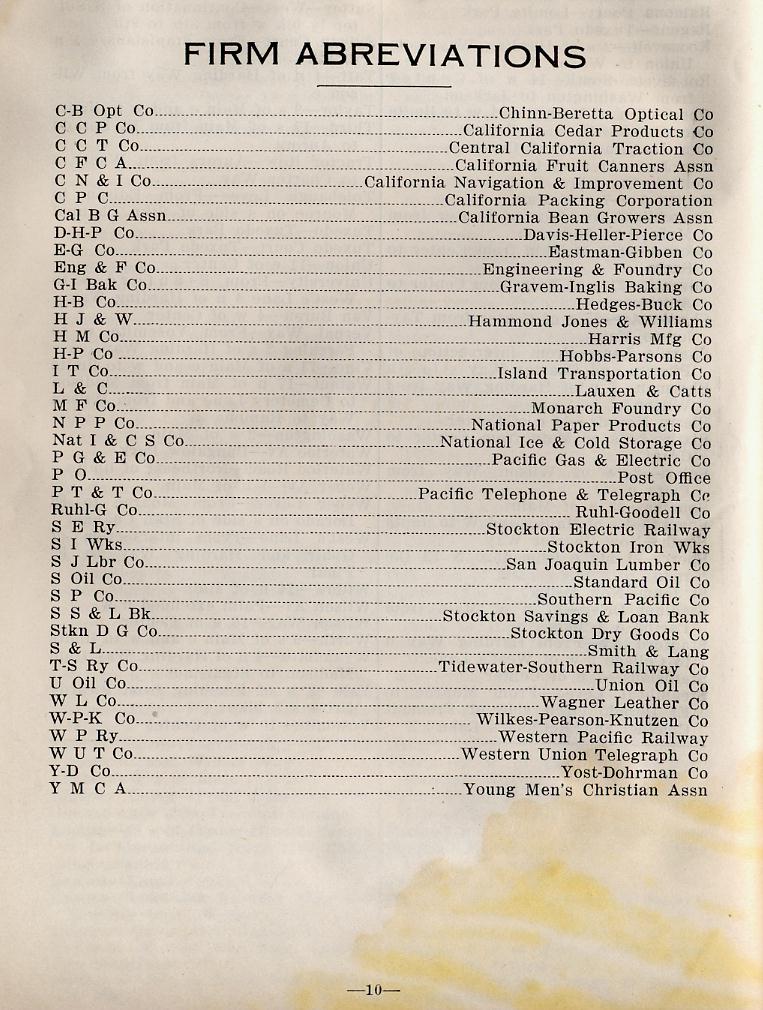 FIRM ABREVIATIONS
C-B Opt Co........Chinn-Beretta Optical Co
C C P Co........California Cedar Products Co
C C T Co........Central California Traction Co
C F C A........California Fruit Canners Assn
C N & I Co........California Navigation & Improvement Co
C P C........California Packing Corporation
Cal B G Assn........California Bean Growers Assn
D-H-P Co........Davis-Heller-Pierce Co
E-G Co........Eastman-Gibben Co
Eng & F Co........Engineering & Foundry Co
G-I Bak Co........Gravem-Inglis Baking Co
H-B Co........Hedges-Buck Co
H J & W........Hammond Jones & Williams
H M Co........Harris Mfg Co
H-P Co........Hobbs-Parsons Co
I T Co........Island Transportation Co
L & C........Lauxen & Catts
M F Co........Monarch Foundry Co
N P P Co........National Paper Products Co
Nat I & C S Co........National Ice & Cold Storage Co
P G & E Co........Pacific Gas & Electric Co
P O........Post Office
P T & T Co........Pacific Telephone & Telegraph Co
Ruhl-G Co........Ruhl-Goodell Co
S E Ry........Stockton Electric Railway
S I Wks........Stockton Iron Wks
S J Lbr Co........San Joaquin Lumber Co
S Oil Co........Standard Oil Co
S P Co........Southern Pacific Co
S S & L Bk........Stockton Savings & Loan Bank
Stkn D G Co........Stockton Dry Goods Co
S & L........Smith & Lang
T-S Ry Co........Tidewater-Southern Railway Co
U Oil Co........Union Oil Co
W L Co........Wagner Leather Co
W-P-K Co........Wilkes-Pearson-Knutzen Co
W P Ry........Western Pacific Railway
W U T Co........Western Union Telegraph Co
Y-D Co........Yost-Dohrman Co
Y M C A........Young Men's Christian Assn
—10—